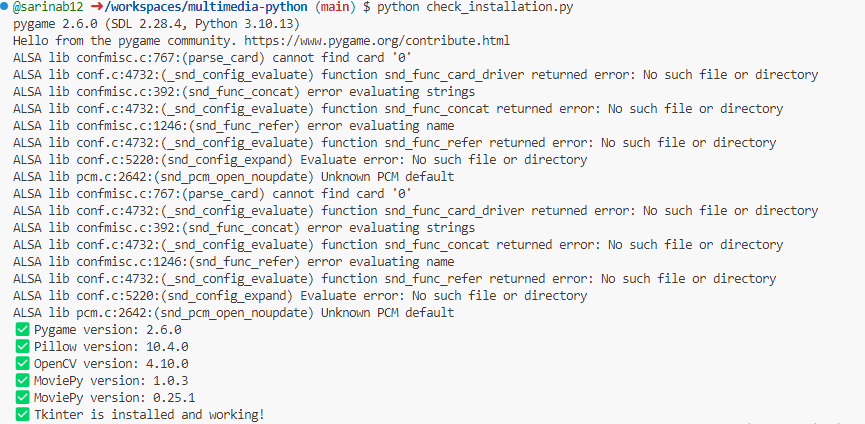 @sarinab12 ➜/workspaces/multimedia-python (main) $ python check_installation.py
pygame 2.6.0 (SDL 2.28.4, Python 3.10.13)
Hello from the pygame community. https://www.pygame.org/contribute.html
ALSA lib confmisc.c:767:(parse_card) cannot find card '0'
ALSA lib conf.c:4732:(_snd_config_evaluate) function snd_func_card_driver returned error: No such file or directory
ALSA lib confmisc.c:392:(snd_func_concat) error evaluating strings
ALSA lib conf.c:4732:(_snd_config_evaluate) function snd_func_concat returned error: No such file or directory
ALSA lib confmisc.c:1246:(snd_func_refer) error evaluating name
ALSA lib conf.c:4732:(_snd_config_evaluate) function snd_func_refer returned error: No such file or directory
ALSA lib conf.c:5220:(snd_config_expand) Evaluate error: No such file or directory
ALSA lib pcm.c:2642:(snd_pcm_open_noupdate) Unknown PCM default
ALSA lib confmisc.c:767:(parse_card) cannot find card '0'
ALSA lib conf.c:4732:(_snd_config_evaluate) function snd_func_card_driver returned error: No such file or directory
ALSA lib confmisc.c:392:(snd_func_concat) error evaluating strings
ALSA lib conf.c:4732:(_snd_config_evaluate) function snd_func_concat returned error: No such file or directory
ALSA lib confmisc.c:1246:(snd_func_refer) error evaluating name
ALSA lib conf.c:4732:(_snd_config_evaluate) function snd_func_refer returned error: No such file or directory
ALSA lib conf.c:5220:(snd_config_expand) Evaluate error: No such file or directory
ALSA lib pcm.c:2642:(snd_pcm_open_noupdate) Unknown PCM default
✅ Pygame version: 2.6.0
✅ Pillow version: 10.4.0
✅ OpenCV version: 4.10.0
✅ MoviePy version: 1.0.3
✅ MoviePy version: 0.25.1
✅ Tkinter is installed and working!